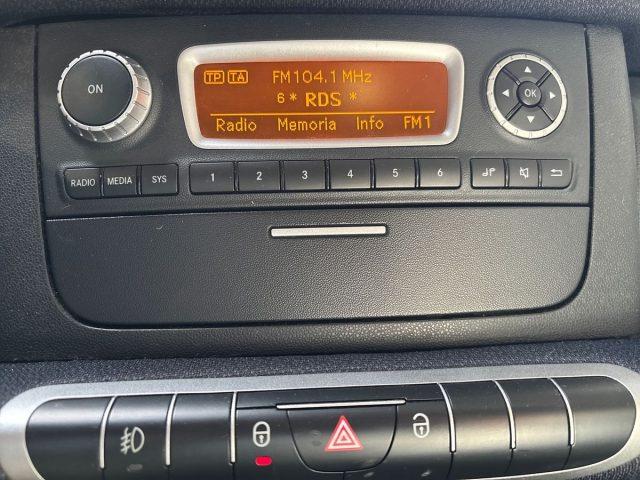 TP TA FM104.1 MHz
6 * RDS *
Radio Memoria Info FM1
ON
OK
RADIO MEDIA SYS 1 2 3 4 5 6